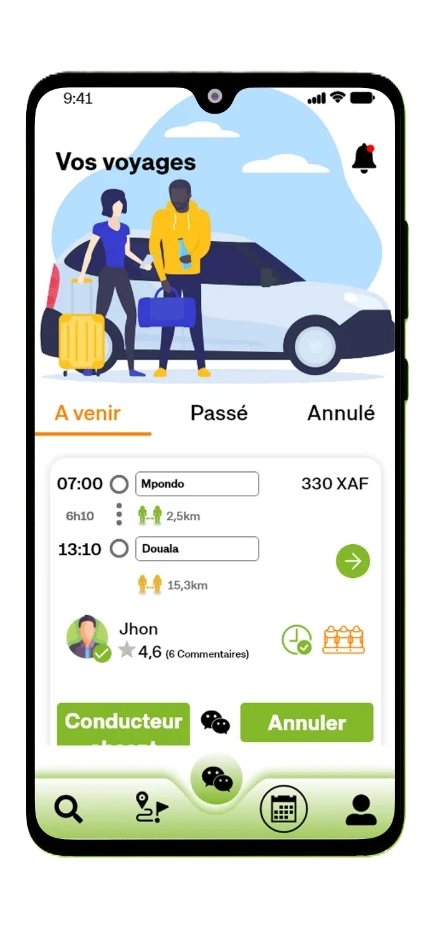 9:41
Vos voyages
A venir Passé Annulé
07:00 Mpondo 330 XAF
6h10 2,5km
13:10 Douala
15,3km
Jhon
4,6 (6 Commentaires)
Conducteur Annuler
absent